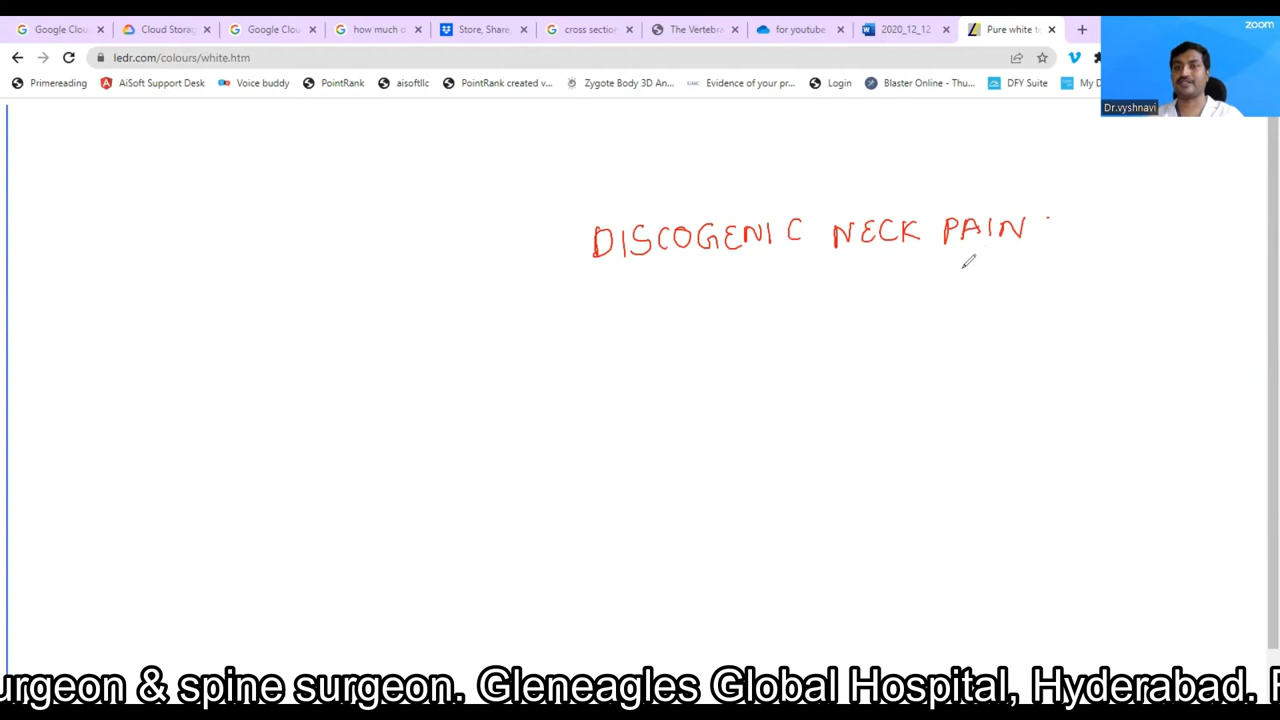 Google Clou
Cloud Storag
Google Clou
how much o
Store, Share,
cross section
The Vertebra
for youtube.
2020_12_12
Pure white t
zoom
ledr.com/colours/white.htm
Primereading
AiSoft Support Desk
Voice buddy
PointRank
aisoftllc
PointRank created v...
Zygote Body 3D An...
Evidence of your pr...
Login
Blaster Online - Thu...
DFY Suite
My D
Dr.vyshnavi
DISCOGENIC NECK PAIN
urgeon & spine surgeon. Gleneagles Global Hospital, Hyderabad.